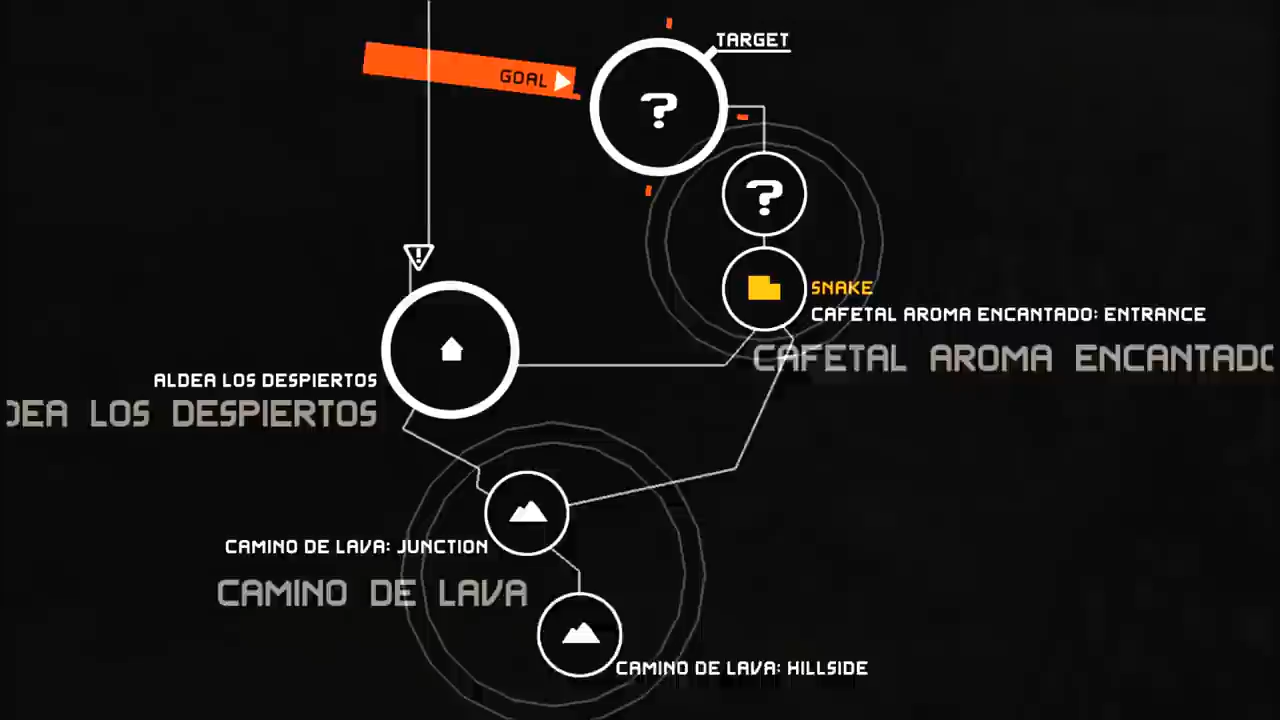 TARGET
GOAL
?
?
!
SNAKE
CAFETAL AROMA ENCANTADO: ENTRANCE
CAFETAL AROMA ENCANTADO
ALDEA LOS DESPIERTOS
DEA LOS DESPIERTOS
CAMINO DE LAVA: JUNCTION
CAMINO DE LAVA
CAMINO DE LAVA: HILLSIDE